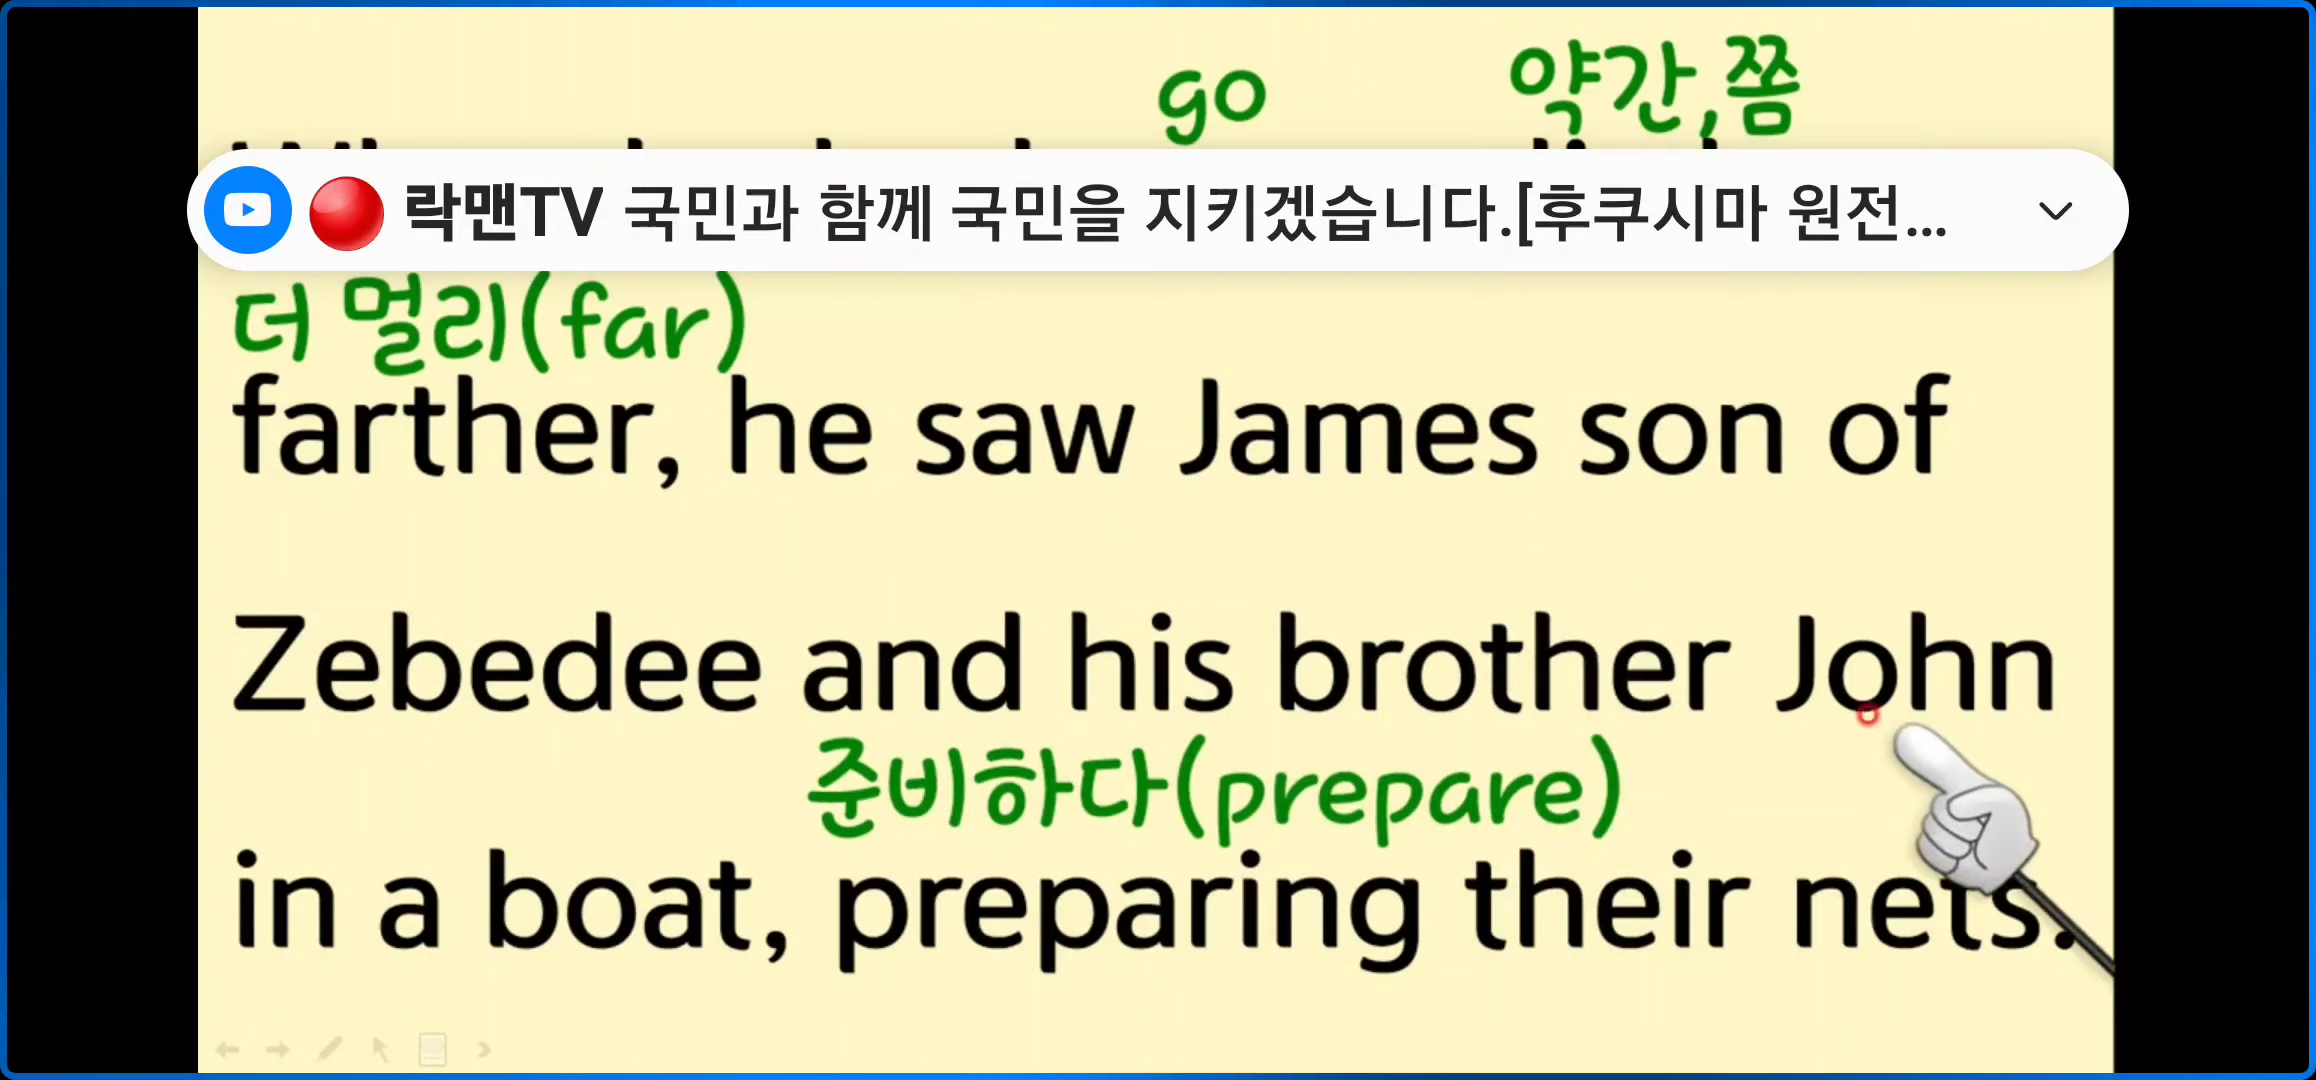 go 약간,쫌
락맨TV 국민과 함께 국민을 지키겠습니다.[후쿠시마 원전...
더 멀리(far)
farther, he saw James son of
Zebedee and his brother John
준비하다(prepare)
in a boat, preparing their nets.